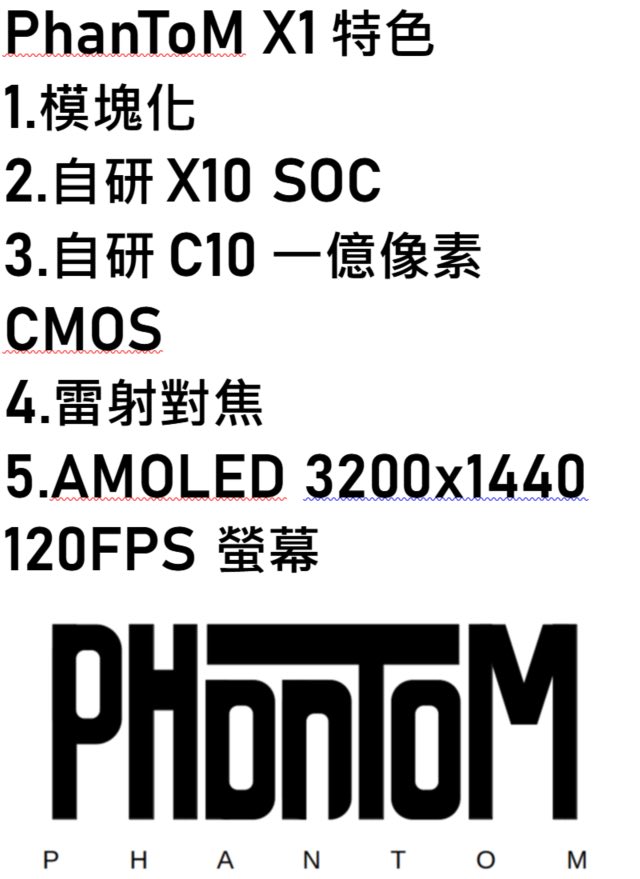 PhanToM X1 特色
1.模塊化
2.自研 X10 SOC
3.自研 C10 一億像素
CMOS
4.雷射對焦
5.AMOLED 3200x1440
120FPS 螢幕
PHanToM
P H A N T O M